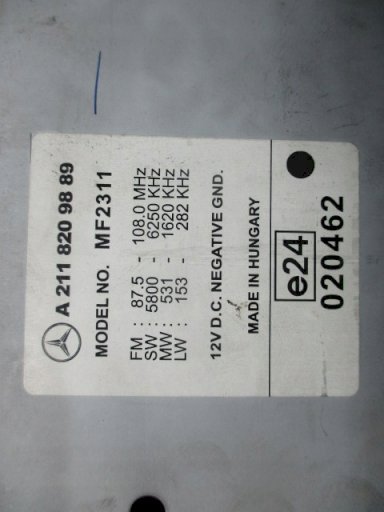 A 211 820 98 89
MODEL NO. MF2311
FM : 87.5 - 108.0 MHz
SW : 5800 - 6250 KHz
MW : 531 - 1620 KHz
LW : 153 - 282 KHz
12V D.C. NEGATIVE GND.
MADE IN HUNGARY
e24
020462